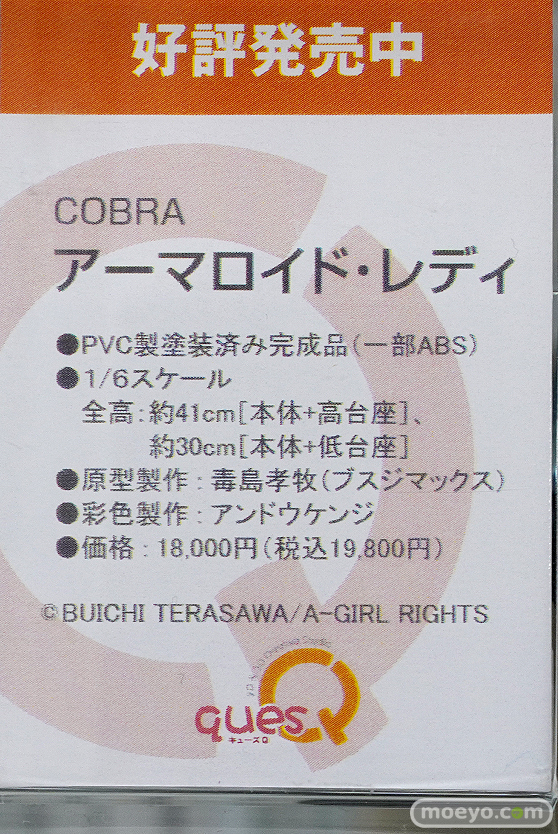 好評発売中
COBRA
アーマロイド・レディ
●PVC製塗装済み完成品(一部ABS)
●1/6スケール
全高:約41cm[本体+高台座]、
約30cm[本体+低台座]
●原型製作:毒島孝牧(ブスジマックス)
●彩色製作:アンドウケンジ
●価格:18,000円(税込19,800円)
©BUICHI TERASAWA/A-GIRL RIGHTS
quesQ
キューズQ
moeyo.com